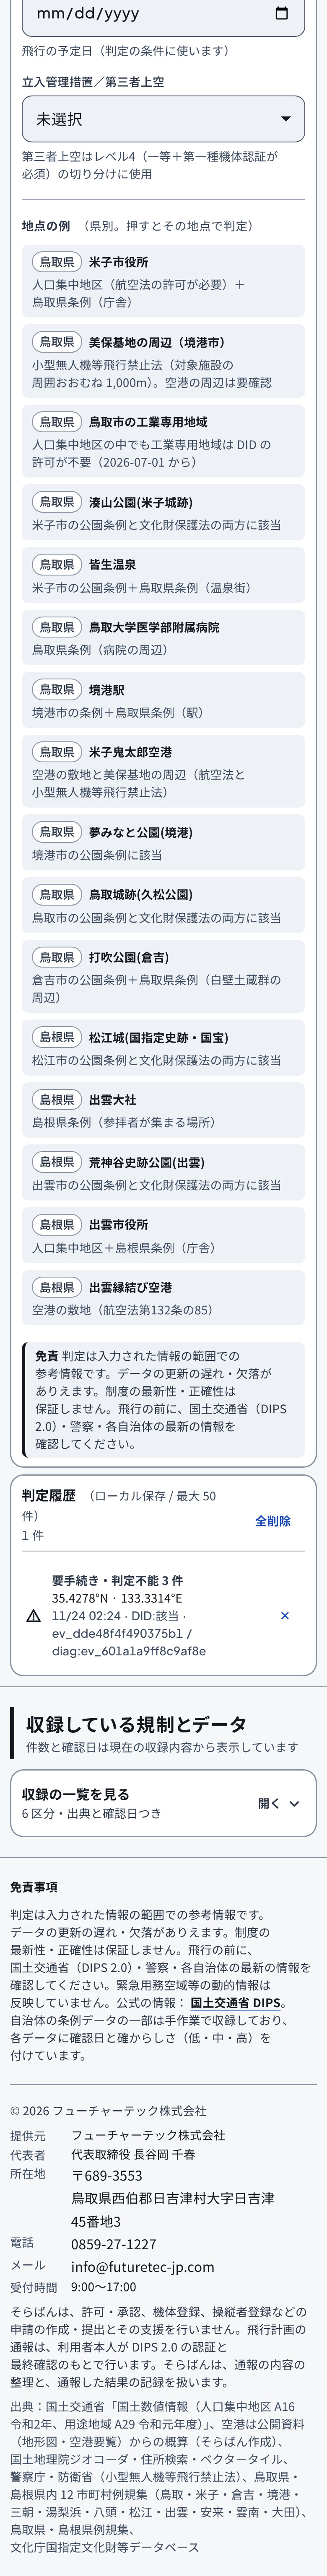 mm/dd/yyyy
飛行の予定日（判定の条件に使います）
立入管理措置／第三者上空
未選択
第三者上空はレベル4（一等＋第一種機体認証が
必須）の切り分けに使用
地点の例 （県別。押すとその地点で判定）
鳥取県 米子市役所
人口集中地区（航空法の許可が必要）＋
鳥取県条例（庁舎）
鳥取県 美保基地の周辺（境港市）
小型無人機等飛行禁止法（対象施設の
周囲おおむね 1,000m）。空港の周辺は要確認
鳥取県 鳥取市の工業専用地域
人口集中地区の中でも工業専用地域は DID の
許可が不要（2026-07-01 から）
鳥取県 湊山公園(米子城跡)
米子市の公園条例と文化財保護法の両方に該当
鳥取県 皆生温泉
米子市の公園条例＋鳥取県条例（温泉街）
鳥取県 鳥取大学医学部附属病院
鳥取県条例（病院の周辺）
鳥取県 境港駅
境港市の条例＋鳥取県条例（駅）
鳥取県 米子鬼太郎空港
空港の敷地と美保基地の周辺（航空法と
小型無人機等飛行禁止法）
鳥取県 夢みなと公園(境港)
境港市の公園条例に該当
鳥取県 鳥取城跡(久松公園)
鳥取市の公園条例と文化財保護法の両方に該当
鳥取県 打吹公園(倉吉)
倉吉市の公園条例＋鳥取県条例（白壁土蔵群の
周辺）
島根県 松江城(国指定史跡・国宝)
松江市の公園条例と文化財保護法の両方に該当
島根県 出雲大社
島根県条例（参拝者が集まる場所）
島根県 荒神谷史跡公園(出雲)
出雲市の公園条例と文化財保護法の両方に該当
島根県 出雲市役所
人口集中地区＋島根県条例（庁舎）
島根県 出雲縁結び空港
空港の敷地（航空法第132条の85）
免責 判定は入力された情報の範囲での
参考情報です。データの更新の遅れ・欠落が
ありえます。制度の最新性・正確性は
保証しません。飛行の前に、国土交通省（DIPS
2.0）・警察・各自治体の最新の情報を
確認してください。
判定履歴 （ローカル保存 / 最大 50
件）
1 件
全削除
要手続き・判定不能 3 件
35.4278°N · 133.3314°E
11/24 02:24 · DID:該当 ·
ev_dde48f4f490375b1 /
diag:ev_601a1a9ff8c9af8e
×
収録している規制とデータ
件数と確認日は現在の収録内容から表示しています
収録の一覧を見る
6 区分・出典と確認日つき
開く
免責事項
判定は入力された情報の範囲での参考情報です。
データの更新の遅れ・欠落がありえます。制度の
最新性・正確性は保証しません。飛行の前に、
国土交通省（DIPS 2.0）・警察・各自治体の最新の情報を
確認してください。緊急用務空域等の動的情報は
反映していません。公式の情報： 国土交通省 DIPS。
自治体の条例データの一部は手作業で収録しており、
各データに確認日と確からしさ（低・中・高）を
付けています。
© 2026 フューチャーテック株式会社
提供元 フューチャーテック株式会社
代表者 代表取締役 長谷岡 千春
所在地 〒689-3553
鳥取県西伯郡日吉津村大字日吉津
45番地3
電話 0859-27-1227
メール info@futuretec-jp.com
受付時間 9:00〜17:00
そらばんは、許可・承認、機体登録、操縦者登録などの
申請の作成・提出とその支援を行いません。飛行計画の
通報は、利用者本人が DIPS 2.0 の認証と
最終確認のもとで行います。そらばんは、通報の内容の
整理と、通報した結果の記録を扱います。
出典：国土交通省「国土数値情報（人口集中地区 A16
令和2年、用途地域 A29 令和元年度）」、空港は公開資料
（地形図・空港要覧）からの概算（そらばん作成）、
国土地理院ジオコーダ・住所検索・ベクタータイル、
警察庁・防衛省（小型無人機等飛行禁止法）、鳥取県・
島根県内 12 市町村例規集（鳥取・米子・倉吉・境港・
三朝・湯梨浜・八頭・松江・出雲・安来・雲南・大田）、
鳥取県・島根県例規集、
文化庁国指定文化財等データベース